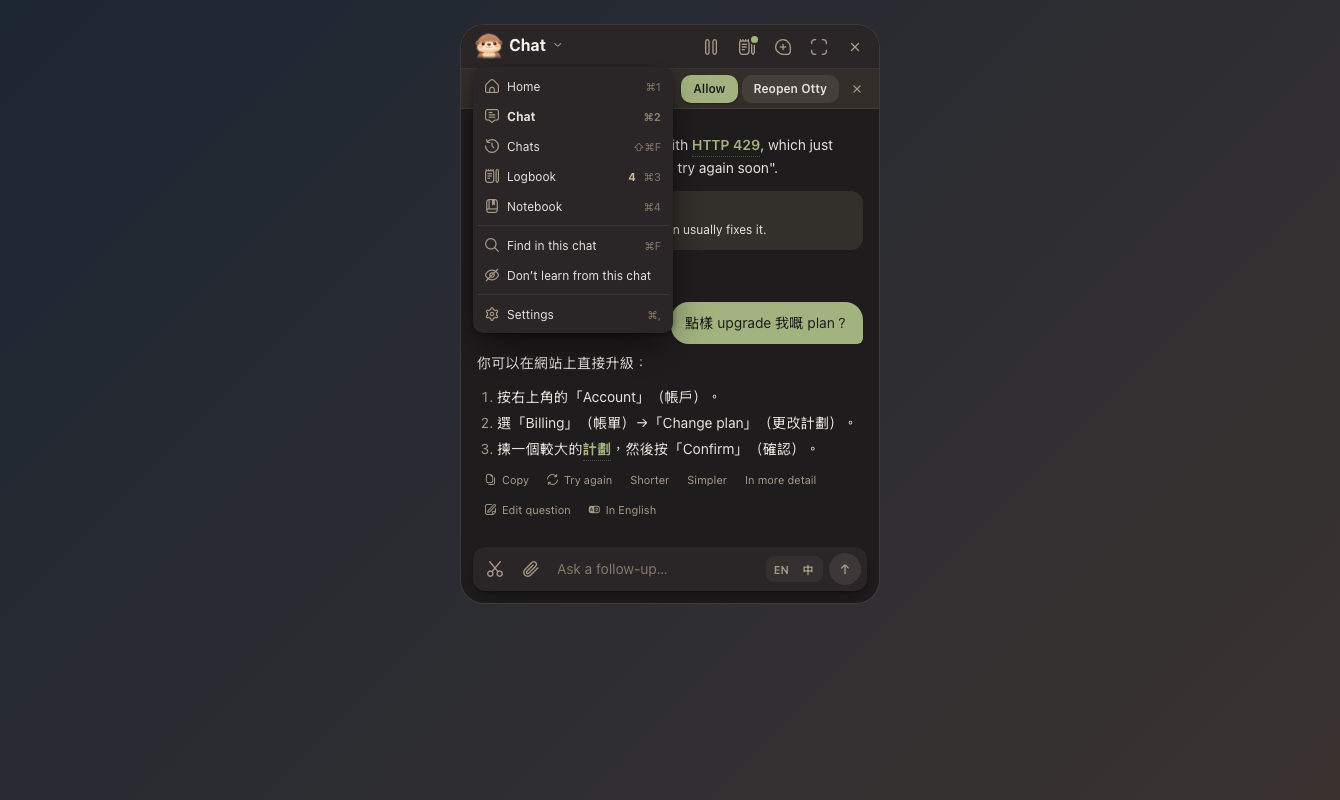 Chat
Home ⌘1
Allow
Reopen Otty
Chat ⌘2
Chats ⇧⌘F
Logbook 4 ⌘3
Notebook ⌘4
Find in this chat ⌘F
Don't learn from this chat
Settings ⌘,
HTTP 429, which just
try again soon".
usually fixes it.
點樣 upgrade 我嘅 plan？
你可以在網站上直接升級：
1. 按右上角的「Account」（帳戶）。
2. 選「Billing」（帳單）→「Change plan」（更改計劃）。
3. 揀一個較大的計劃，然後按「Confirm」（確認）。
Copy Try again Shorter Simpler In more detail
Edit question In English
Ask a follow-up... EN 中